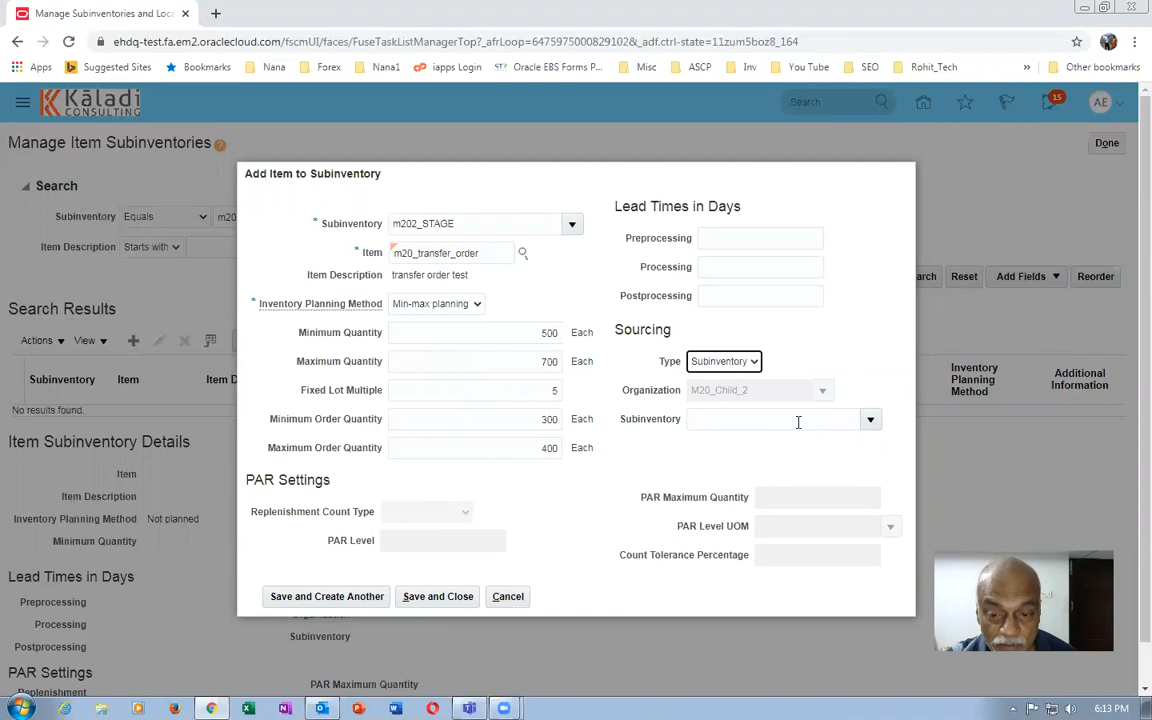 Manage Subinventories and Loca
ehdq-test.fa.em2.oraclecloud.com/fscmUI/faces/FuseTaskListManagerTop?_afrLoop=6475975000829102&_adf.ctrl-state=11zum5boz8_164
Apps Suggested Sites Bookmarks Nana Forex Nana1 iapps Login Oracle EBS Forms P... Misc ASCP Inv You Tube SEO Rohit_Tech » Other bookmarks
Kāladi
CONSULTING
Search 15 AE
Manage Item Subinventories ? Done
Search
Subinventory Equals m20
Item Description Starts with
arch Reset Add Fields Reorder
Search Results
Actions View
Subinventory Item Item D Inventory Planning Method Additional Information
No results found.
Item Subinventory Details
Item
Item Description
Inventory Planning Method Not planned
Minimum Quantity
Lead Times in Days
Preprocessing
Processing
Postprocessing
Subinventory
PAR Settings
Replenishment
PAR Maximum Quantity
Add Item to Subinventory
* Subinventory m202_STAGE
* Item m20_transfer_order
Item Description transfer order test
* Inventory Planning Method Min-max planning
Minimum Quantity 500 Each
Maximum Quantity 700 Each
Fixed Lot Multiple 5
Minimum Order Quantity 300 Each
Maximum Order Quantity 400 Each
Lead Times in Days
Preprocessing
Processing
Postprocessing
Sourcing
Type Subinventory
Organization M20_Child_2
Subinventory
PAR Settings
Replenishment Count Type
PAR Level
PAR Maximum Quantity
PAR Level UOM
Count Tolerance Percentage
Save and Create Another Save and Close Cancel
6:13 PM